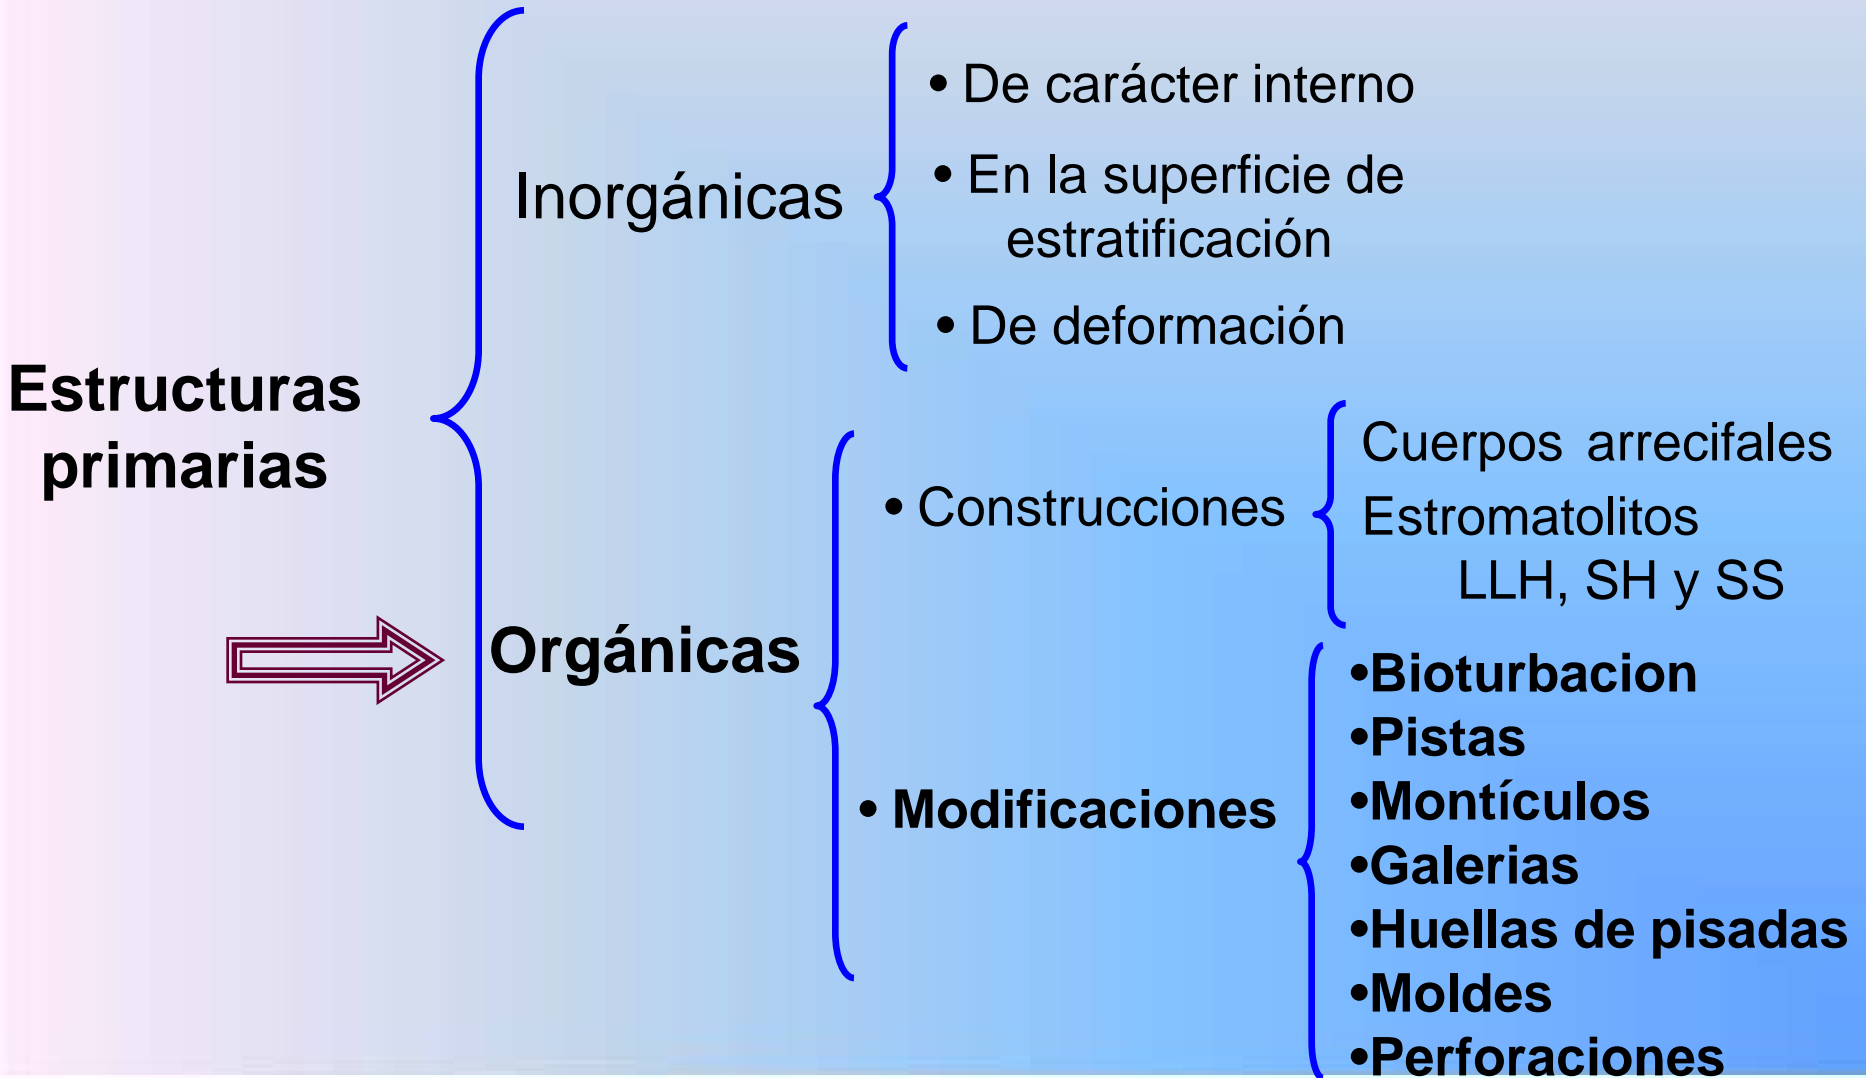 Estructuras
primarias
Inorgánicas
• De carácter interno
• En la superficie de
estratificación
• De deformación
Orgánicas
• Construcciones
Cuerpos arrecifales
Estromatolitos
LLH, SH y SS
• Modificaciones
•Bioturbacion
•Pistas
•Montículos
•Galerias
•Huellas de pisadas
•Moldes
•Perforaciones